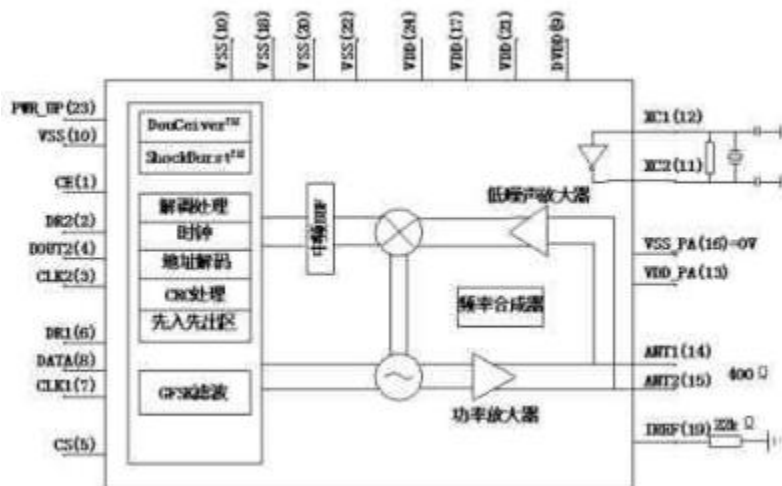 VSS(10)
VSS(18)
VSS(20)
VSS(22)
VDD(24)
VDD(17)
VDD(21)
DVDD(9)
PWR_UP(23)
VSS(10)
CE(1)
DR2(2)
DOUT2(4)
CLK2(3)
DR1(6)
DATA(8)
CLK1(7)
CS(5)
DouCeiver™
ShockBurst™
解调处理
时钟
地址解码
CRC处理
先入先出区
GFSK滤波
中频BPF
低噪声放大器
频率合成器
功率放大器
XC1(12)
XC2(11)
VSS_PA(16)=0V
VDD_PA(13)
ANT1(14)
ANT2(15)
400Ω
IREF(19)
22kΩ